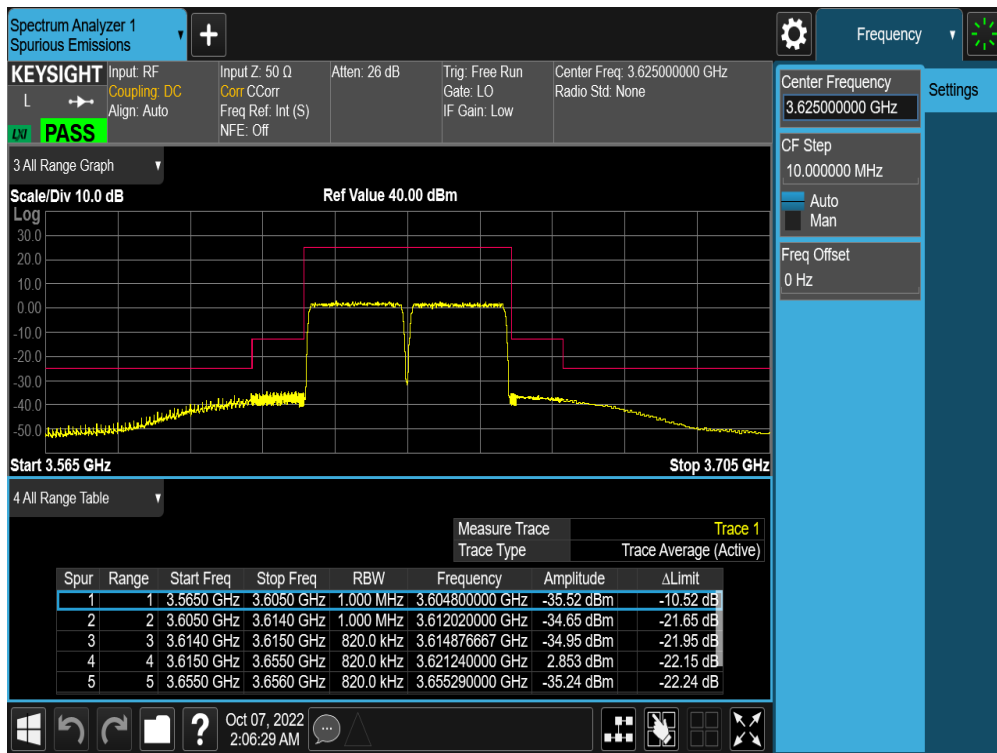 Spectrum Analyzer 1
Spurious Emissions
Frequency
KEYSIGHT
L
LXI
PASS
Input: RF
Coupling: DC
Align: Auto
Input Z: 50 Ω
Corr CCorr
Freq Ref: Int (S)
NFE: Off
Atten: 26 dB
Trig: Free Run
Gate: LO
IF Gain: Low
Center Freq: 3.625000000 GHz
Radio Std: None
Center Frequency
3.625000000 GHz
Settings
CF Step
10.000000 MHz
Auto
Man
Freq Offset
0 Hz
3 All Range Graph
Scale/Div 10.0 dB
Ref Value 40.00 dBm
Log
30.0
20.0
10.0
0.00
-10.0
-20.0
-30.0
-40.0
-50.0
Start 3.565 GHz
Stop 3.705 GHz
4 All Range Table
Measure Trace Trace 1
Trace Type Trace Average (Active)
Spur Range Start Freq Stop Freq RBW Frequency Amplitude ΔLimit
1 1 3.5650 GHz 3.6050 GHz 1.000 MHz 3.604800000 GHz -35.52 dBm -10.52 dB
2 2 3.6050 GHz 3.6140 GHz 1.000 MHz 3.612020000 GHz -34.65 dBm -21.65 dB
3 3 3.6140 GHz 3.6150 GHz 820.0 kHz 3.614876667 GHz -34.95 dBm -21.95 dB
4 4 3.6150 GHz 3.6550 GHz 820.0 kHz 3.621240000 GHz 2.853 dBm -22.15 dB
5 5 3.6550 GHz 3.6560 GHz 820.0 kHz 3.655290000 GHz -35.24 dBm -22.24 dB
Oct 07, 2022
2:06:29 AM